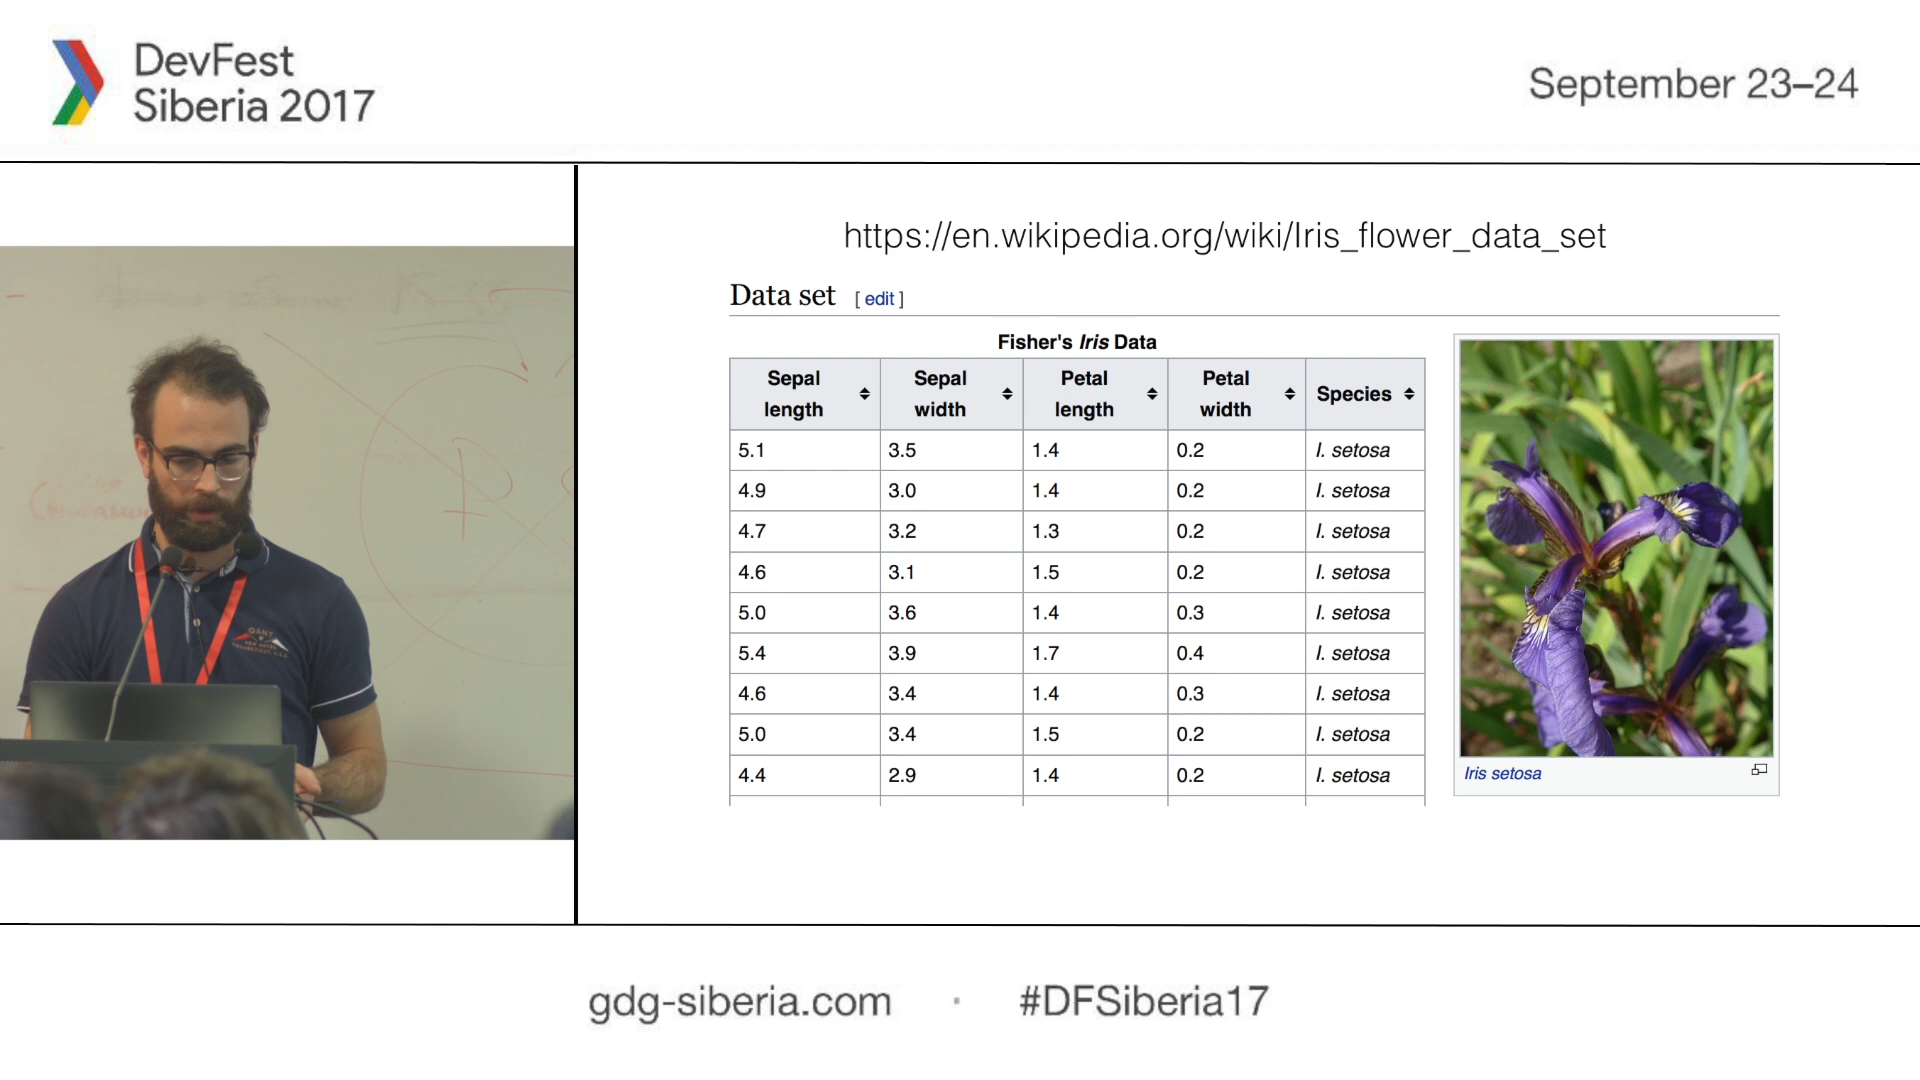 DevFest
Siberia 2017
September 23–24
https://en.wikipedia.org/wiki/Iris_flower_data_set
Data set [ edit ]
Fisher's Iris Data
Sepal length Sepal width Petal length Petal width Species
5.1 3.5 1.4 0.2 I. setosa
4.9 3.0 1.4 0.2 I. setosa
4.7 3.2 1.3 0.2 I. setosa
4.6 3.1 1.5 0.2 I. setosa
5.0 3.6 1.4 0.3 I. setosa
5.4 3.9 1.7 0.4 I. setosa
4.6 3.4 1.4 0.3 I. setosa
5.0 3.4 1.5 0.2 I. setosa
4.4 2.9 1.4 0.2 I. setosa
Iris setosa
GANT
gdg-siberia.com · #DFSiberia17